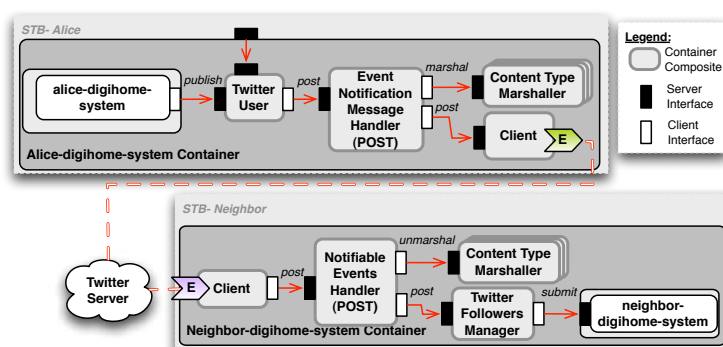 STB- Alice
alice-digihome-
system
publish
Twitter
User
post
Event
Notification
Message
Handler
(POST)
marshal
Content Type
Marshaller
post
Client
E
Alice-digihome-system Container
Legend:
Container
Composite
Server
Interface
Client
Interface
STB- Neighbor
Twitter
Server
E
Client
post
Notifiable
Events
Handler
(POST)
unmarshal
Content Type
Marshaller
post
Twitter
Followers
Manager
submit
neighbor-
digihome-system
Neighbor-digihome-system Container